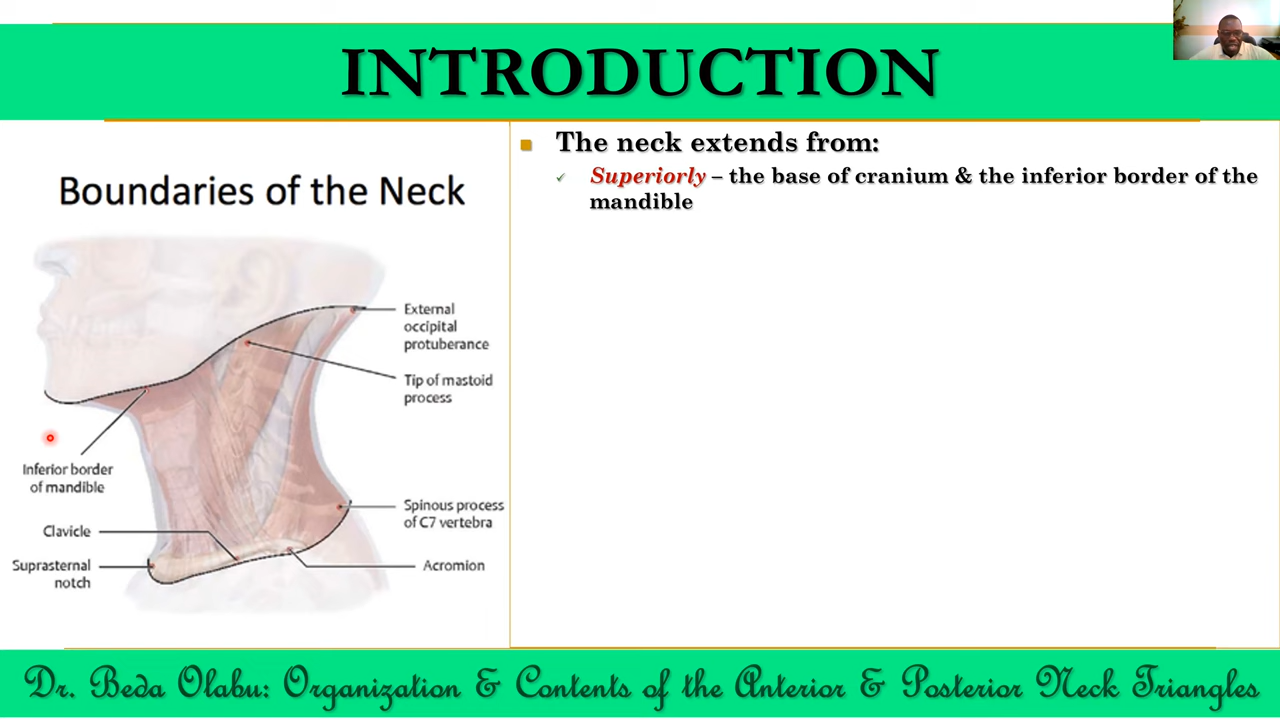 INTRODUCTION
Boundaries of the Neck
External
occipital
protuberance
Tip of mastoid
process
Inferior border
of mandible
Spinous process
of C7 vertebra
Clavicle
Suprasternal
notch
Acromion
The neck extends from:
Superiorly – the base of cranium & the inferior border of the
mandible
Dr. Beda Olabu: Organization & Contents of the Anterior & Posterior Neck Triangles